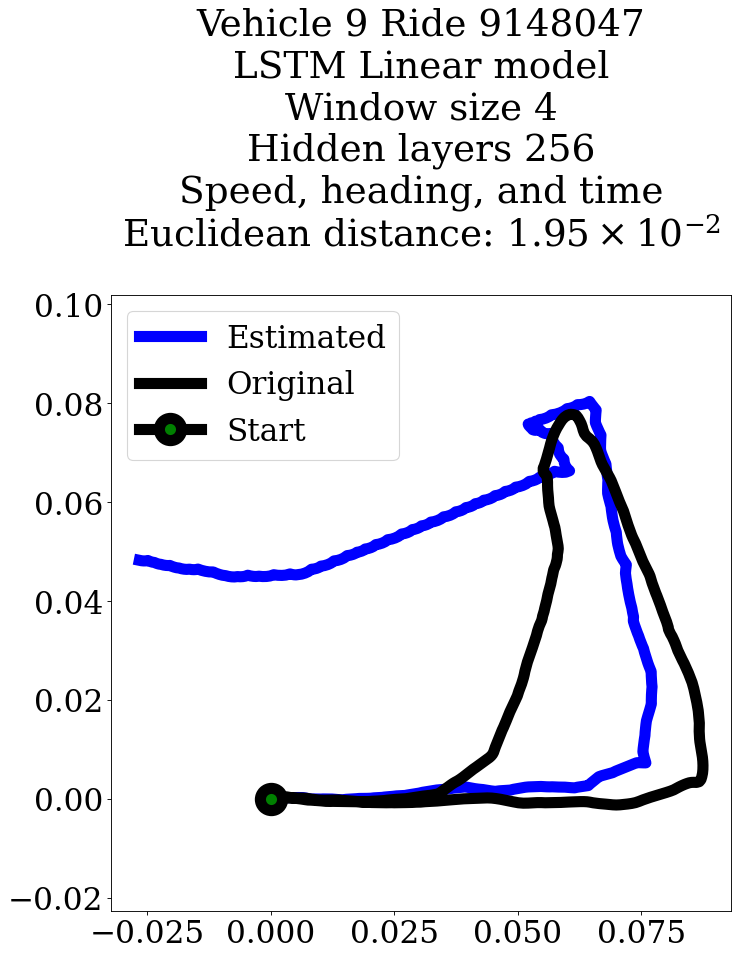 Vehicle 9 Ride 9148047
LSTM Linear model
Window size 4
Hidden layers 256
Speed, heading, and time
Euclidean distance: 1.95 × 10⁻²
Estimated
Original
Start
0.10
0.08
0.06
0.04
0.02
0.00
−0.02
−0.025 0.000 0.025 0.050 0.075